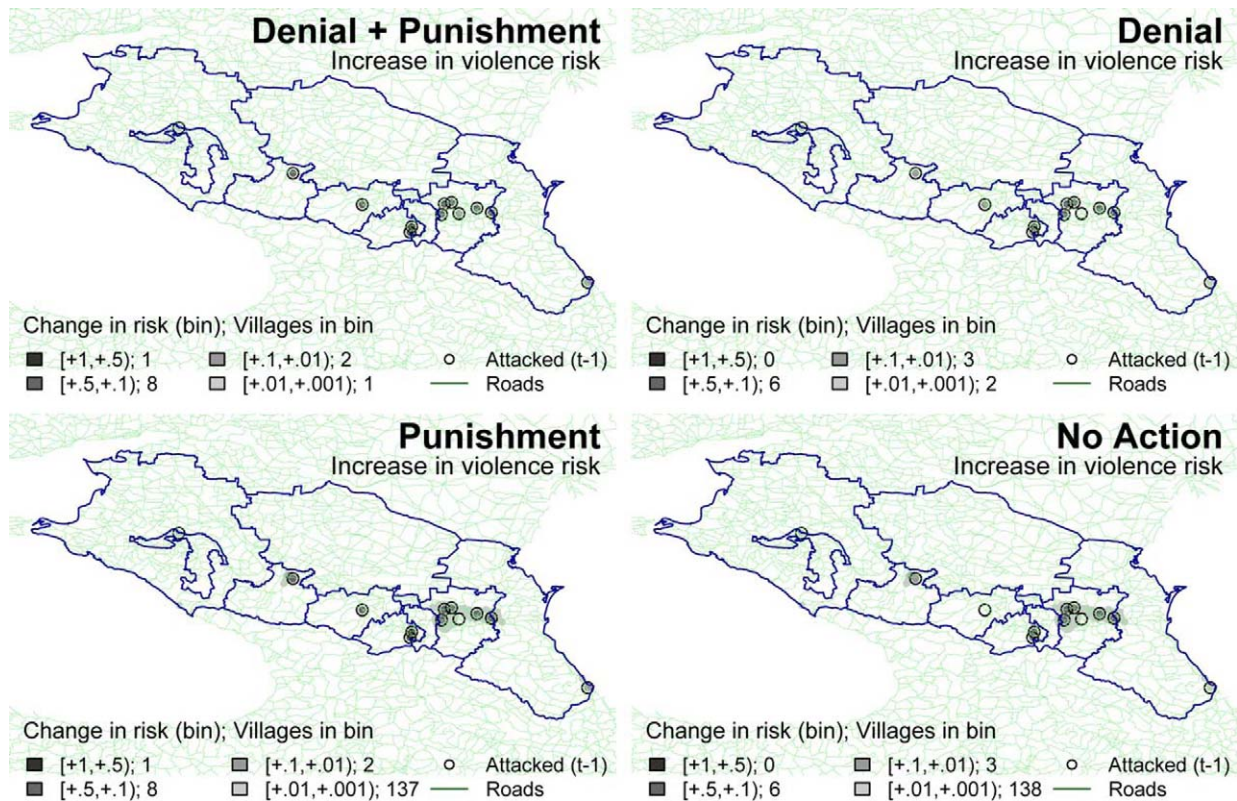 Denial + Punishment
Increase in violence risk
Change in risk (bin); Villages in bin
[+1,+.5); 1
[+.1,+.01); 2
Attacked (t-1)
[+.5,+.1); 8
[+.01,+.001); 1
Roads
Denial
Increase in violence risk
Change in risk (bin); Villages in bin
[+1,+.5); 0
[+.1,+.01); 3
Attacked (t-1)
[+.5,+.1); 6
[+.01,+.001); 2
Roads
Punishment
Increase in violence risk
Change in risk (bin); Villages in bin
[+1,+.5); 1
[+.1,+.01); 2
Attacked (t-1)
[+.5,+.1); 8
[+.01,+.001); 137
Roads
No Action
Increase in violence risk
Change in risk (bin); Villages in bin
[+1,+.5); 0
[+.1,+.01); 3
Attacked (t-1)
[+.5,+.1); 6
[+.01,+.001); 138
Roads